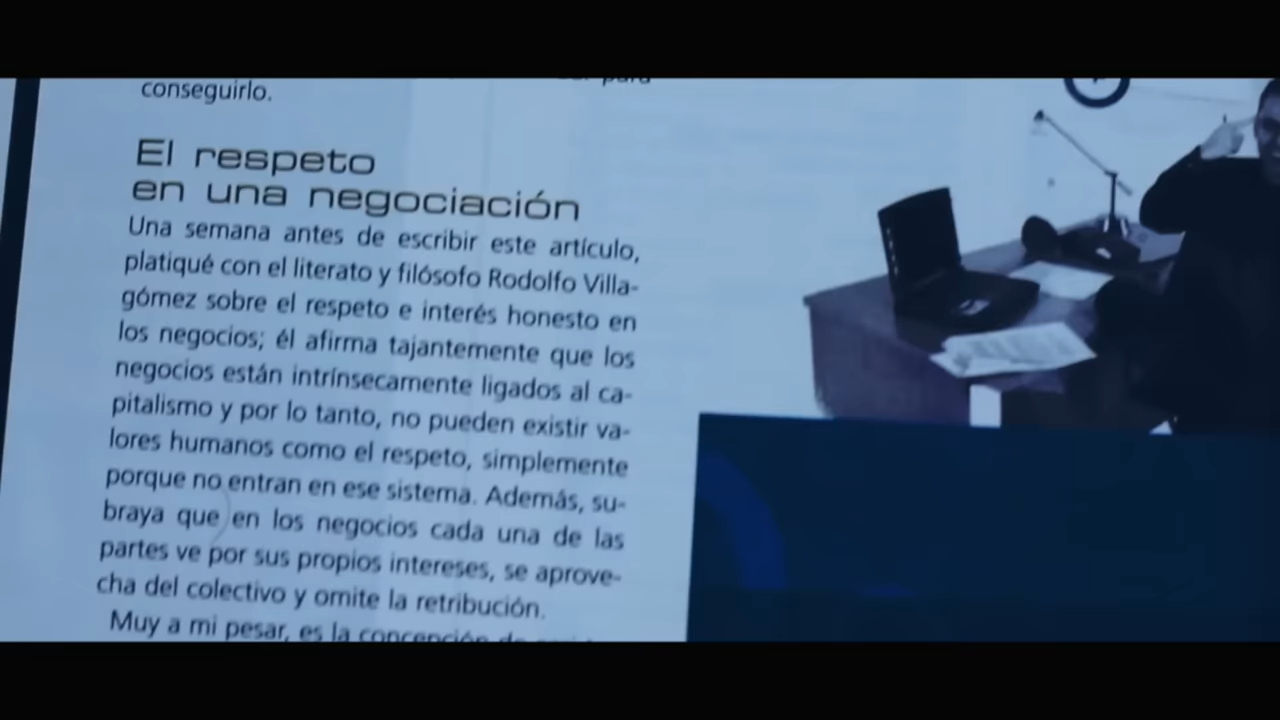 conseguirlo.
El respeto
en una negociación
Una semana antes de escribir este artículo,
platiqué con el literato y filósofo Rodolfo Villa-
gómez sobre el respeto e interés honesto en
los negocios; él afirma tajantemente que los
negocios están intrínsecamente ligados al ca-
pitalismo y por lo tanto, no pueden existir va-
lores humanos como el respeto, simplemente
porque no entran en ese sistema. Además, su-
braya que en los negocios cada una de las
partes ve por sus propios intereses, se aprove-
cha del colectivo y omite la retribución.
Muy a mi pesar, es la concepción de
para